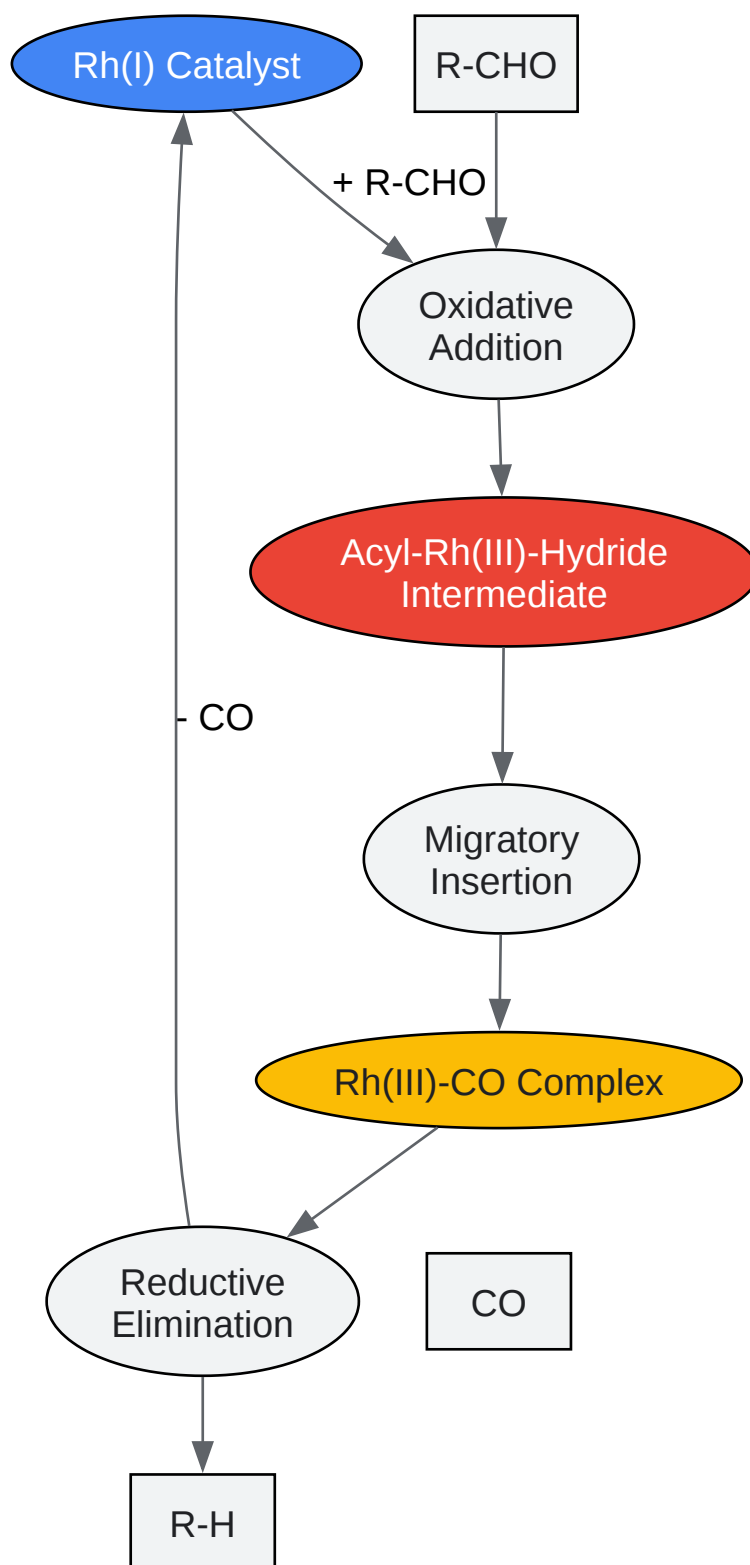 Rh(I) Catalyst
R-CHO
+ R-CHO
Oxidative
Addition
Acyl-Rh(III)-Hydride
Intermediate
- CO
Migratory
Insertion
Rh(III)-CO Complex
Reductive
Elimination
CO
R-H